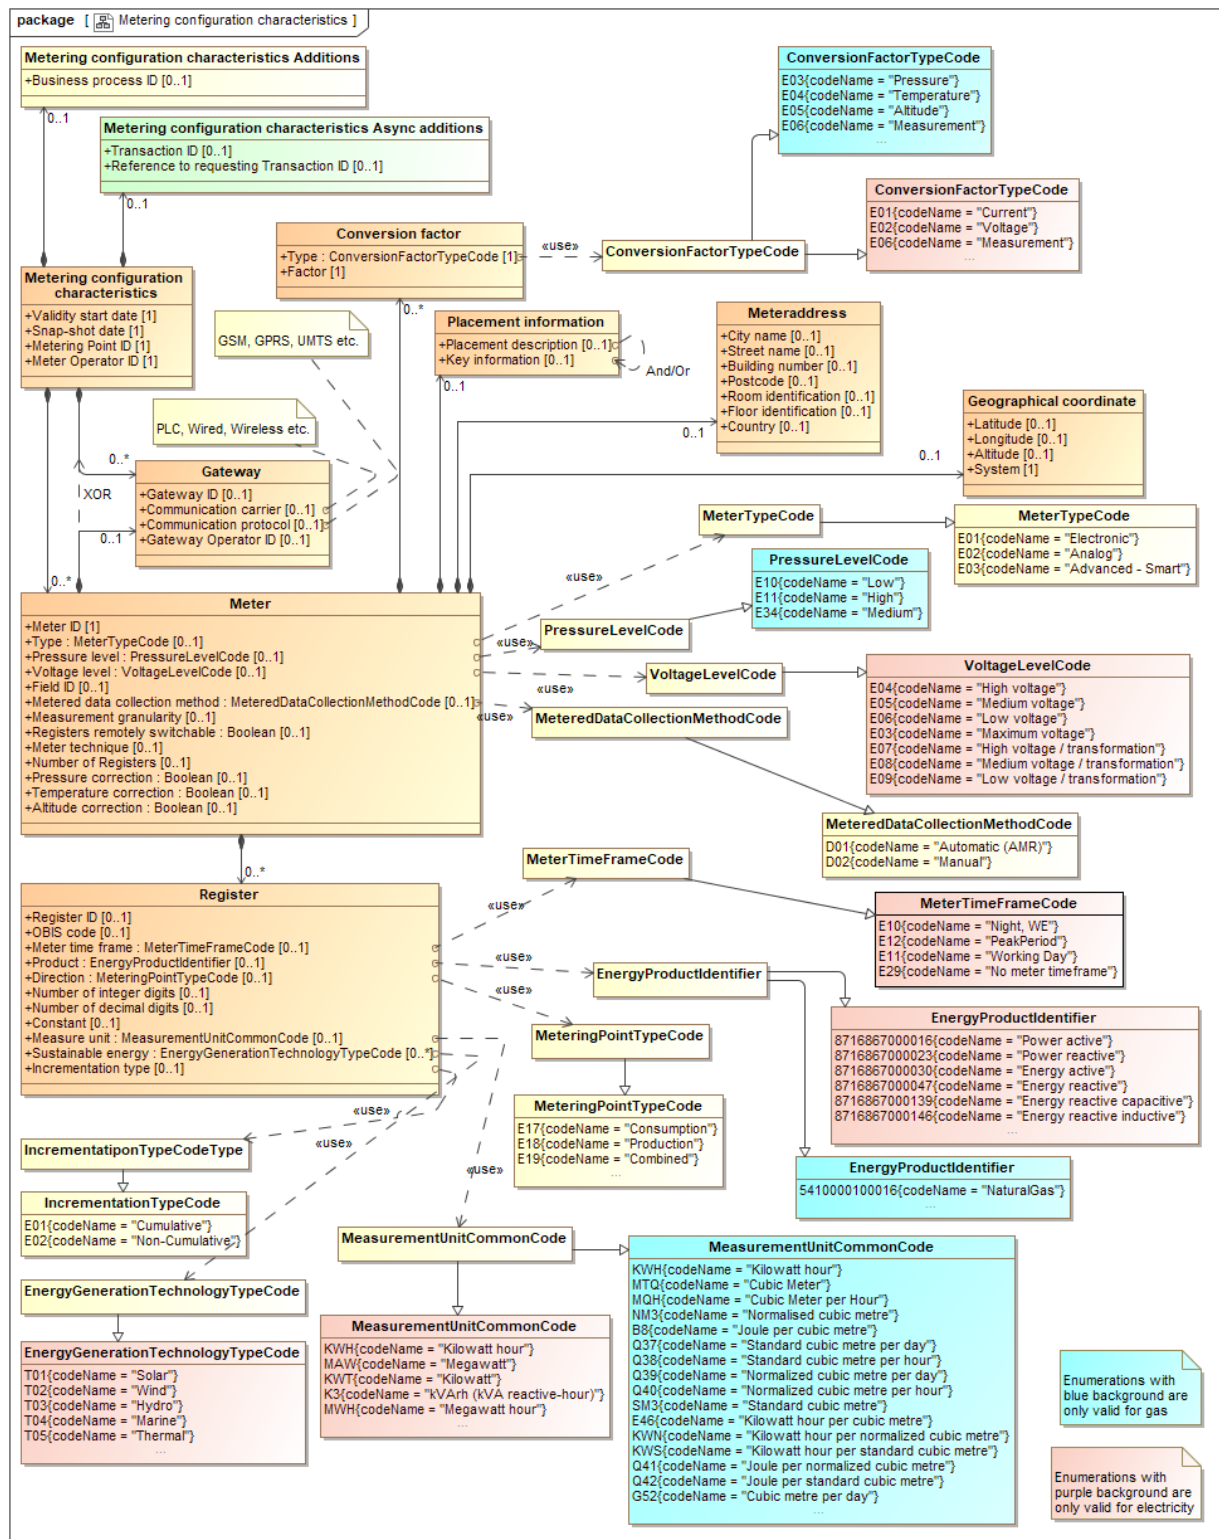 package [ Metering configuration characteristics ]
Metering configuration characteristics Additions
+Business process ID [0..1]
0..1
Metering configuration characteristics Async additions
+Transaction ID [0..1]
+Reference to requesting Transaction ID [0..1]
0..1
ConversionFactorTypeCode
E03{codeName = "Pressure"}
E04{codeName = "Temperature"}
E05{codeName = "Altitude"}
E06{codeName = "Measurement"}
...
ConversionFactorTypeCode
E01{codeName = "Current"}
E02{codeName = "Voltage"}
E06{codeName = "Measurement"}
...
Conversion factor
+Type : ConversionFactorTypeCode [1]
+Factor [1]
0..*
«use»
ConversionFactorTypeCode
Metering configuration
characteristics
+Validity start date [1]
+Snap-shot date [1]
+Metering Point ID [1]
+Meter Operator ID [1]
GSM, GPRS, UMTS etc.
Placement information
+Placement description [0..1]
+Key information [0..1]
And/Or
0..1
Meteraddress
+City name [0..1]
+Street name [0..1]
+Building number [0..1]
+Postcode [0..1]
+Room identification [0..1]
+Floor identification [0..1]
+Country [0..1]
0..1
Geographical coordinate
+Latitude [0..1]
+Longitude [0..1]
+Altitude [0..1]
+System [1]
0..1
PLC, Wired, Wireless etc.
0..*
Gateway
+Gateway ID [0..1]
+Communication carrier [0..1]
+Communication protocol [0..1]
+Gateway Operator ID [0..1]
XOR
0..1
0..*
MeterTypeCode
MeterTypeCode
E01{codeName = "Electronic"}
E02{codeName = "Analog"}
E03{codeName = "Advanced - Smart"}
PressureLevelCode
E10{codeName = "Low"}
E11{codeName = "High"}
E34{codeName = "Medium"}
«use»
Meter
+Meter ID [1]
+Type : MeterTypeCode [0..1]
+Pressure level : PressureLevelCode [0..1]
+Voltage level : VoltageLevelCode [0..1]
+Field ID [0..1]
+Metered data collection method : MeteredDataCollectionMethodCode [0..1]
+Measurement granularity [0..1]
+Registers remotely switchable : Boolean [0..1]
+Meter technique [0..1]
+Number of Registers [0..1]
+Pressure correction : Boolean [0..1]
+Temperature correction : Boolean [0..1]
+Altitude correction : Boolean [0..1]
«use»
PressureLevelCode
«use»
VoltageLevelCode
VoltageLevelCode
E04{codeName = "High voltage"}
E05{codeName = "Medium voltage"}
E06{codeName = "Low voltage"}
E03{codeName = "Maximum voltage"}
E07{codeName = "High voltage / transformation"}
E08{codeName = "Medium voltage / transformation"}
E09{codeName = "Low voltage / transformation"}
«use»
MeteredDataCollectionMethodCode
MeteredDataCollectionMethodCode
D01{codeName = "Automatic (AMR)"}
D02{codeName = "Manual"}
0..*
Register
+Register ID [0..1]
+OBIS code [0..1]
+Meter time frame : MeterTimeFrameCode [0..1]
+Product : EnergyProductIdentifier [0..1]
+Direction : MeteringPointTypeCode [0..1]
+Number of integer digits [0..1]
+Number of decimal digits [0..1]
+Constant [0..1]
+Measure unit : MeasurementUnitCommonCode [0..1]
+Sustainable energy : EnergyGenerationTechnologyTypeCode [0..*]
+Incrementation type [0..1]
MeterTimeFrameCode
«use»
MeterTimeFrameCode
E10{codeName = "Night, WE"}
E12{codeName = "PeakPeriod"}
E11{codeName = "Working Day"}
E29{codeName = "No meter timeframe"}
«use»
EnergyProductIdentifier
«use»
MeteringPointTypeCode
EnergyProductIdentifier
8716867000016{codeName = "Power active"}
8716867000023{codeName = "Power reactive"}
8716867000030{codeName = "Energy active"}
8716867000047{codeName = "Energy reactive"}
8716867000139{codeName = "Energy reactive capacitive"}
8716867000146{codeName = "Energy reactive inductive"}
...
MeteringPointTypeCode
E17{codeName = "Consumption"}
E18{codeName = "Production"}
E19{codeName = "Combined"}
...
EnergyProductIdentifier
5410000100016{codeName = "NaturalGas"}
...
«use»
«use»
«use»
IncrementatiponTypeCodeType
IncrementationTypeCode
E01{codeName = "Cumulative"}
E02{codeName = "Non-Cumulative"}
EnergyGenerationTechnologyTypeCode
EnergyGenerationTechnologyTypeCode
T01{codeName = "Solar"}
T02{codeName = "Wind"}
T03{codeName = "Hydro"}
T04{codeName = "Marine"}
T05{codeName = "Thermal"}
...
MeasurementUnitCommonCode
MeasurementUnitCommonCode
KWH{codeName = "Kilowatt hour"}
MAW{codeName = "Megawatt"}
KWT{codeName = "Kilowatt"}
K3{codeName = "kVArh (kVA reactive-hour)"}
MWH{codeName = "Megawatt hour"}
...
MeasurementUnitCommonCode
KWH{codeName = "Kilowatt hour"}
MTQ{codeName = "Cubic Meter"}
MQH{codeName = "Cubic Meter per Hour"}
NM3{codeName = "Normalised cubic metre"}
B8{codeName = "Joule per cubic metre"}
Q37{codeName = "Standard cubic metre per day"}
Q38{codeName = "Standard cubic metre per hour"}
Q39{codeName = "Normalized cubic metre per day"}
Q40{codeName = "Normalized cubic metre per hour"}
SM3{codeName = "Standard cubic metre"}
E46{codeName = "Kilowatt hour per cubic metre"}
KWN{codeName = "Kilowatt hour per normalized cubic metre"}
KWS{codeName = "Kilowatt hour per standard cubic metre"}
Q41{codeName = "Joule per normalized cubic metre"}
Q42{codeName = "Joule per standard cubic metre"}
G52{codeName = "Cubic metre per day"}
...
Enumerations with
blue background are
only valid for gas
Enumerations with
purple background are
only valid for electricity